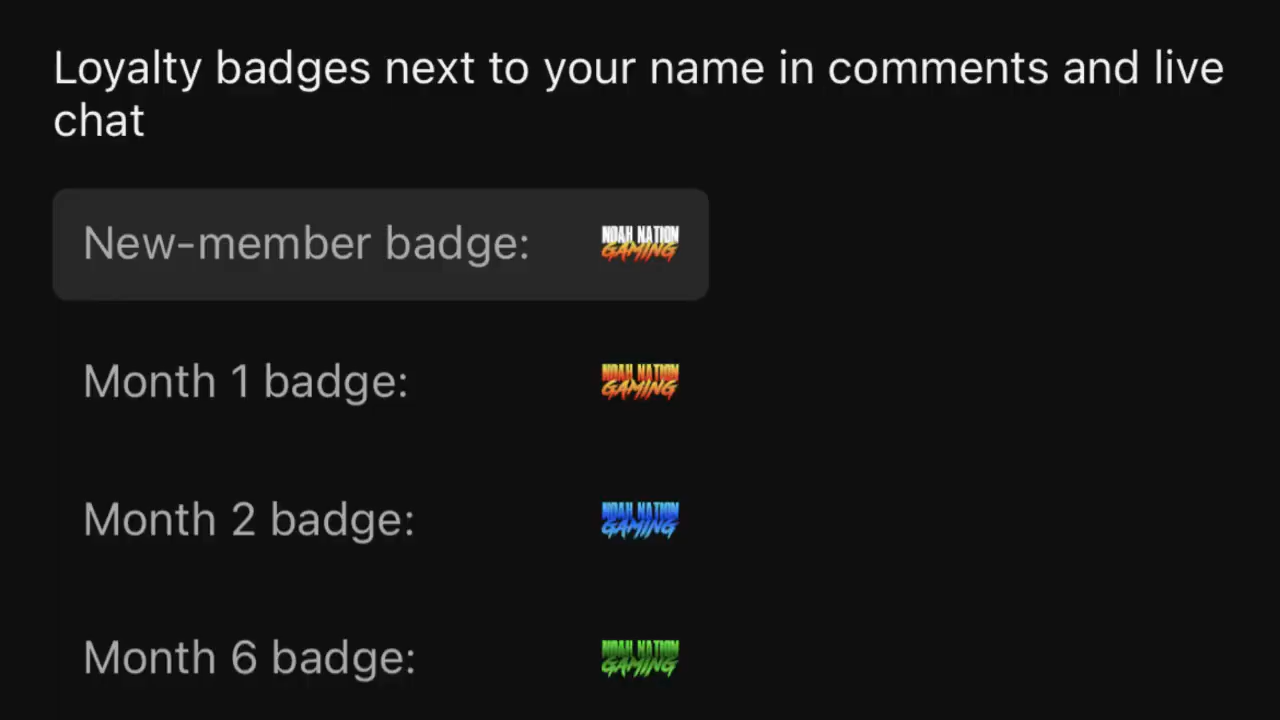 Loyalty badges next to your name in comments and live
chat
New-member badge:
NOAH NATION
GAMING
Month 1 badge:
NOAH NATION
GAMING
Month 2 badge:
NOAH NATION
GAMING
Month 6 badge:
NOAH NATION
GAMING